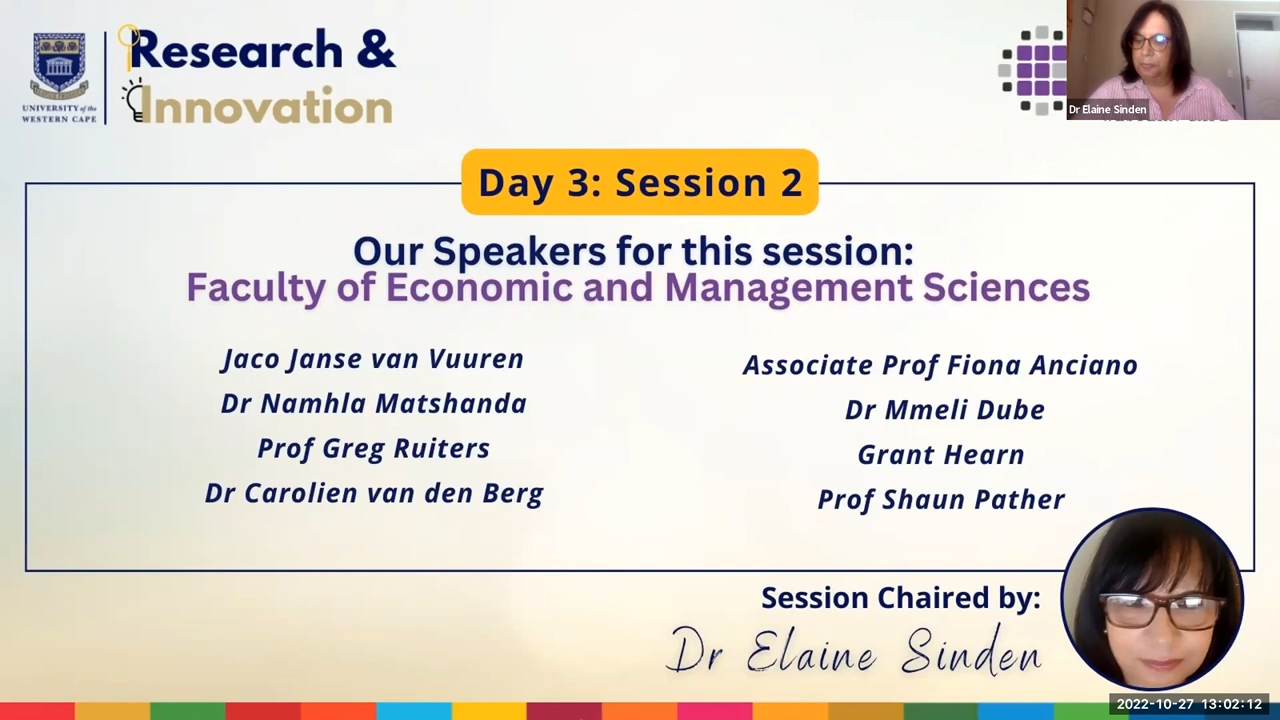 UNIVERSITY of the
WESTERN CAPE
Research &
Innovation
Dr Elaine Sinden
Day 3: Session 2
Our Speakers for this session:
Faculty of Economic and Management Sciences
Jaco Janse van Vuuren
Dr Namhla Matshanda
Prof Greg Ruiters
Dr Carolien van den Berg
Associate Prof Fiona Anciano
Dr Mmeli Dube
Grant Hearn
Prof Shaun Pather
Session Chaired by:
Dr Elaine Sinden
2022-10-27 13:02:12